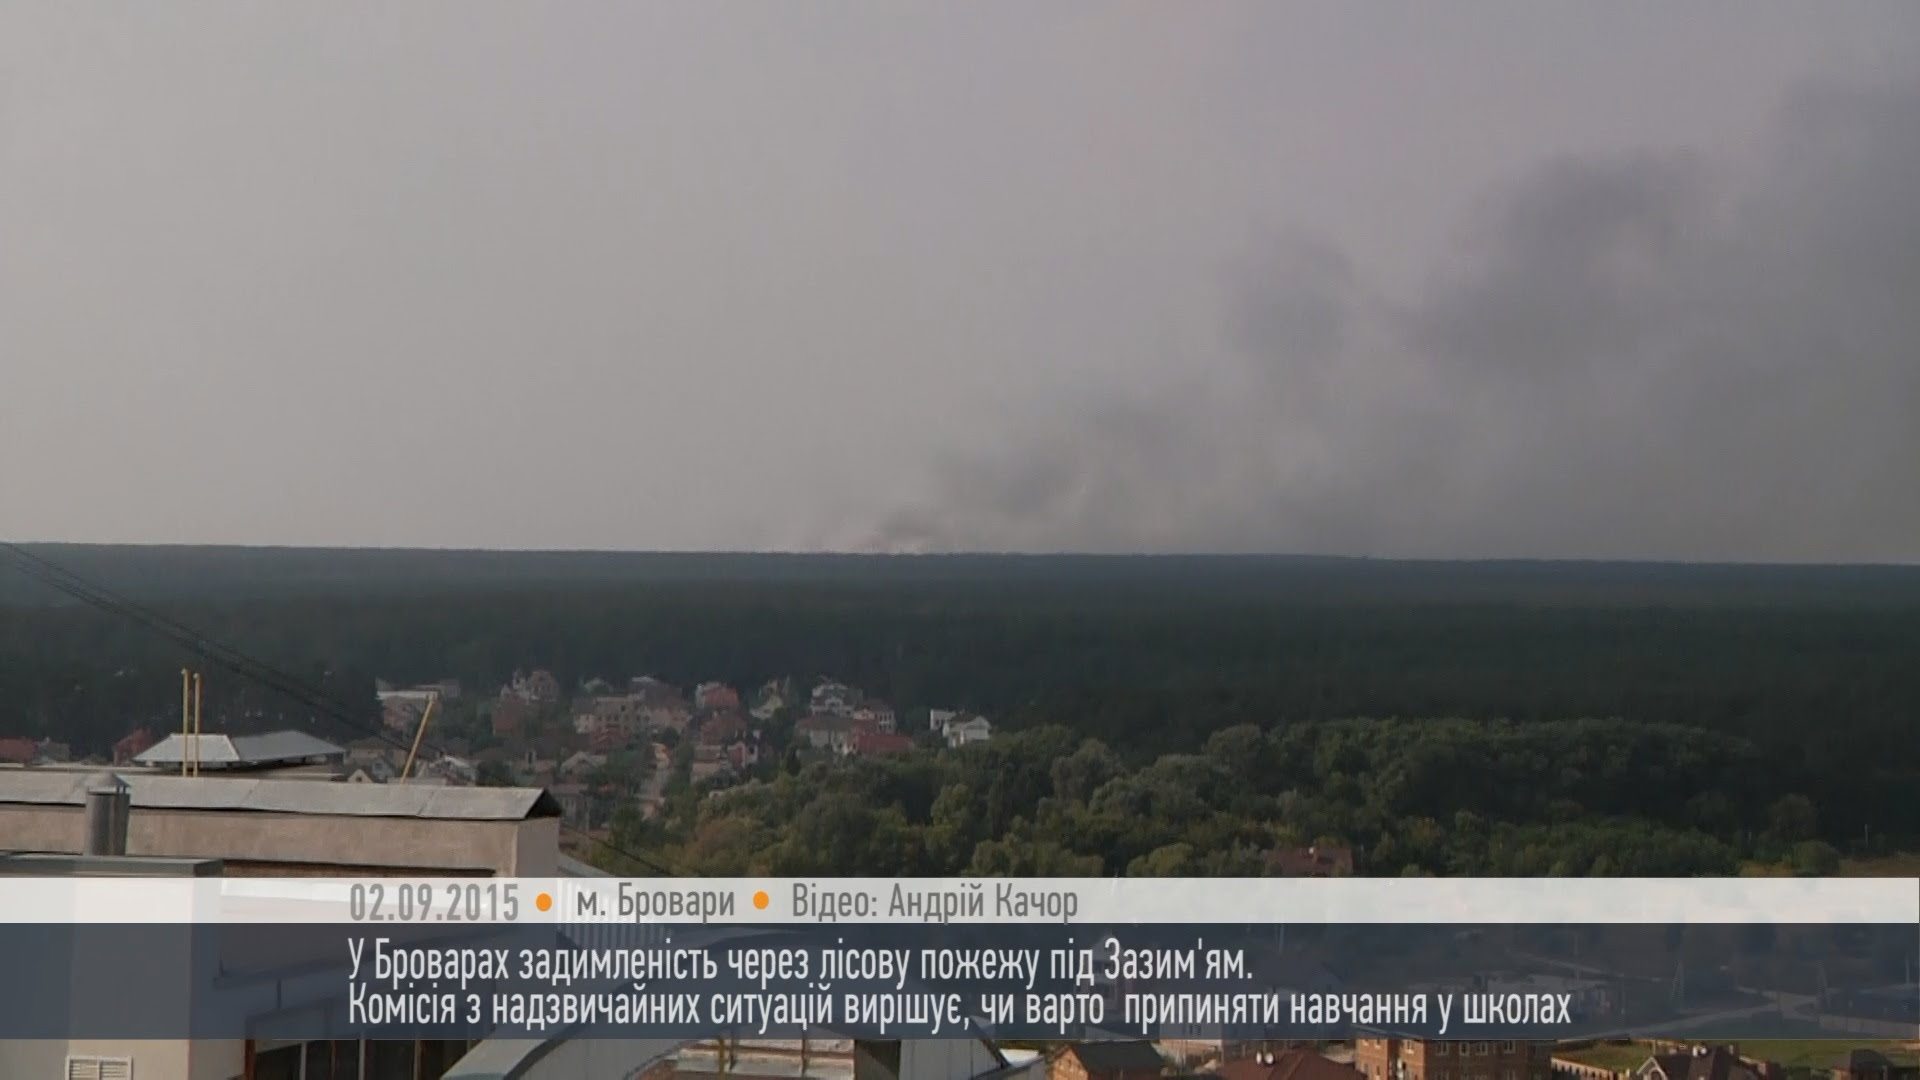 02.09.2015 • м. Бровари • Відео: Андрій Качор
У Броварах задимленість через лісову пожежу під Зазим'ям.
Комісія з надзвичайних ситуацій вирішує, чи варто припиняти навчання у школах